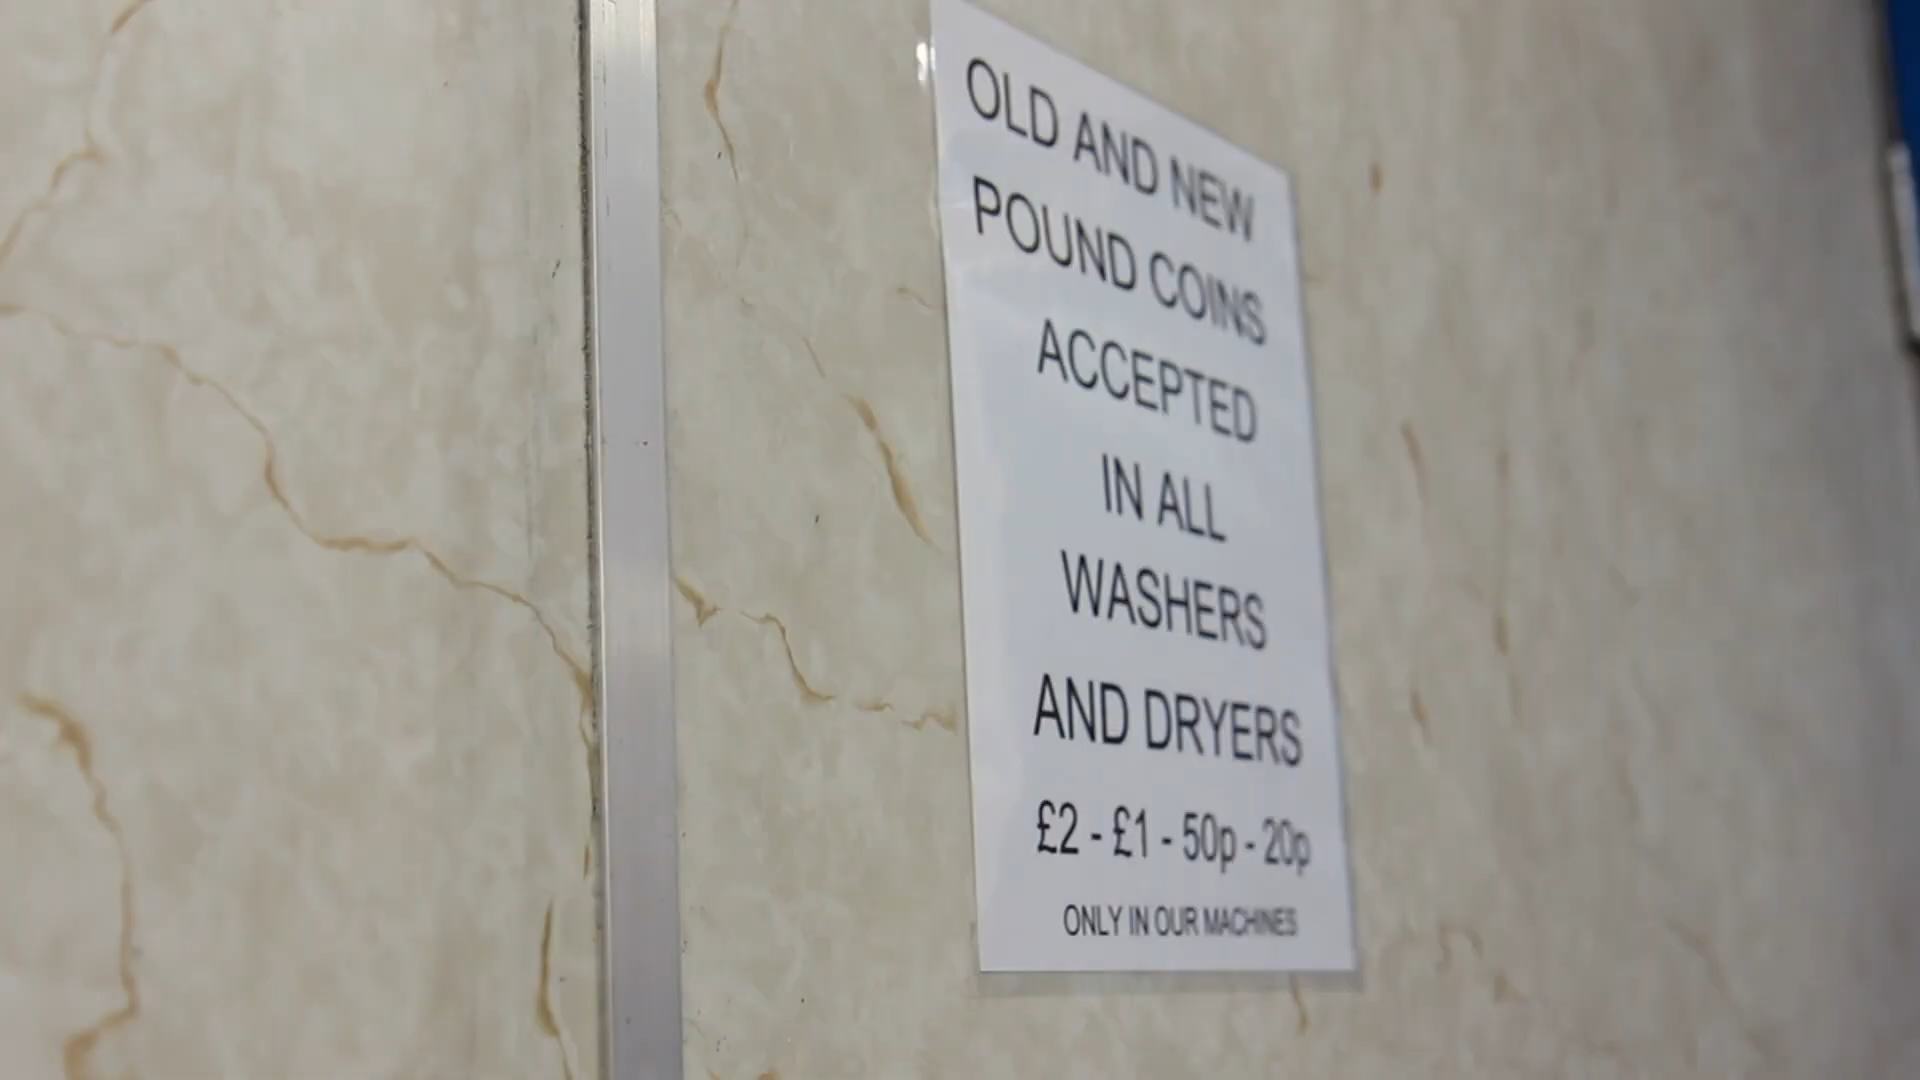 OLD AND NEW
POUND COINS
ACCEPTED
IN ALL
WASHERS
AND DRYERS
£2 - £1 - 50p - 20p
ONLY IN OUR MACHINES